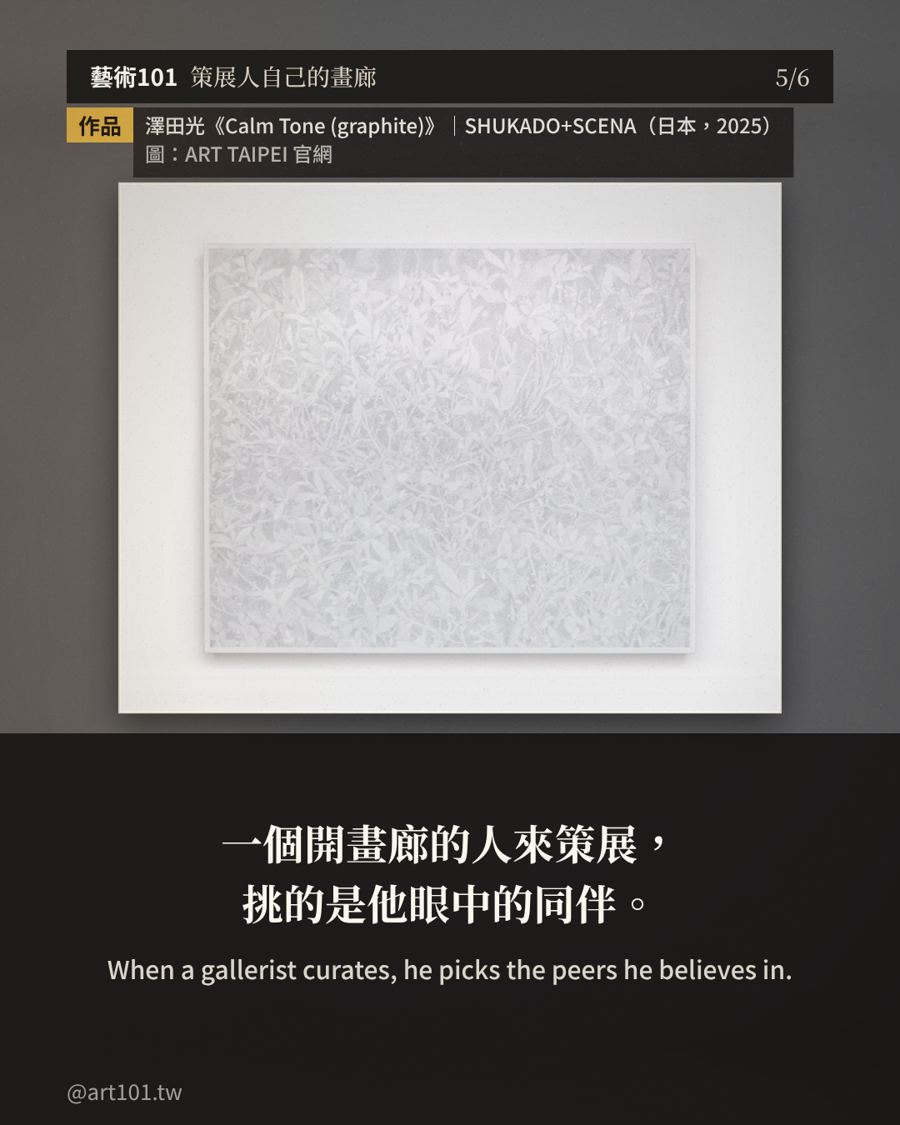 藝術101 策展人自己的畫廊 5/6
作品 澤田光《Calm Tone (graphite)》｜SHUKADO+SCENA（日本，2025）
圖：ART TAIPEI 官網
一個開畫廊的人來策展，
挑的是他眼中的同伴。
When a gallerist curates, he picks the peers he believes in.
@art101.tw